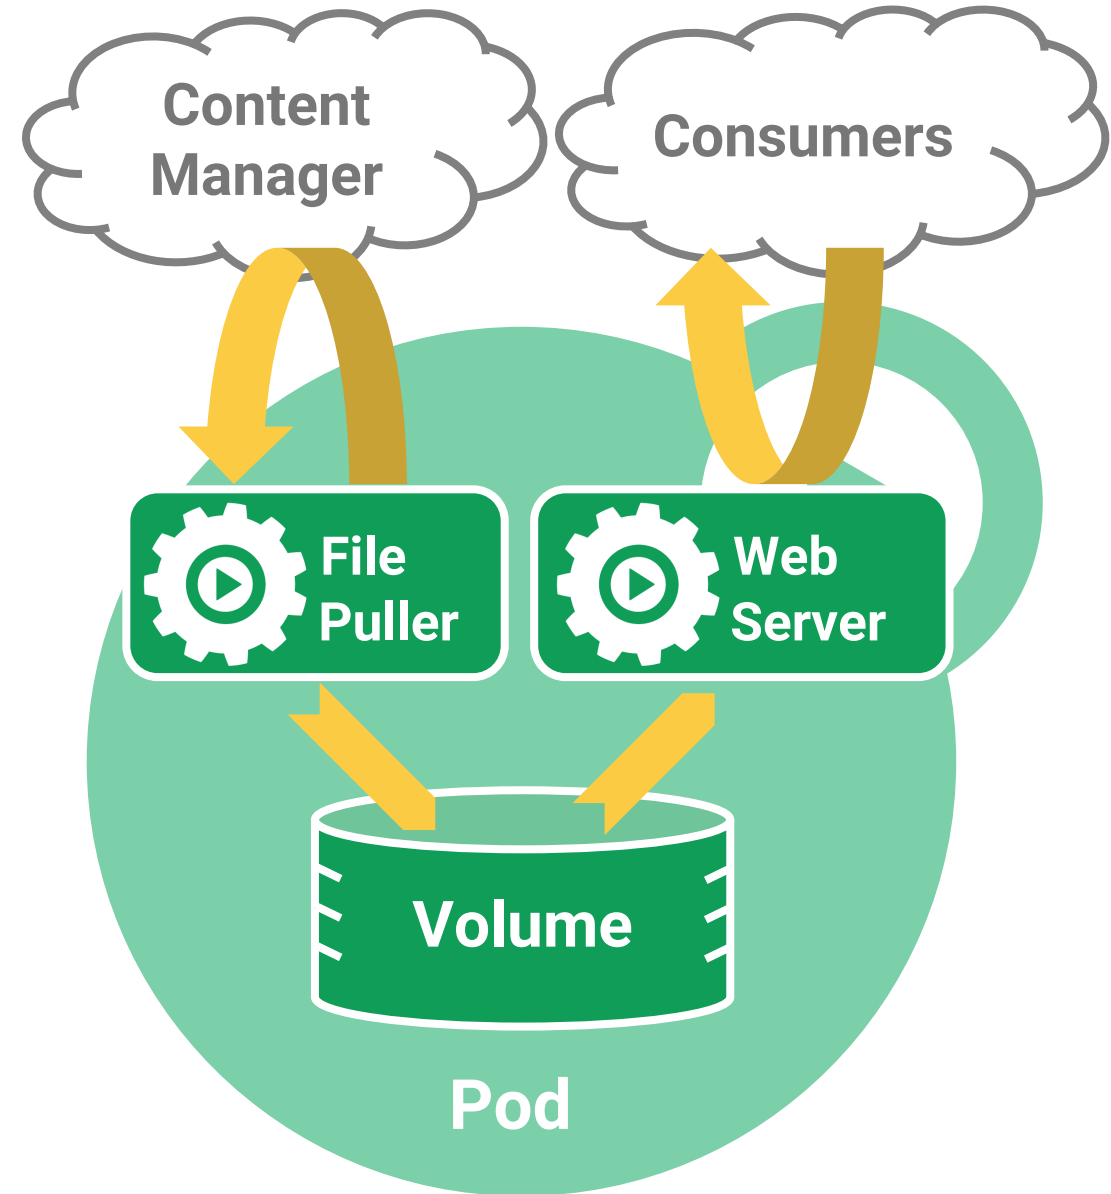 Content
Manager
Consumers
File
Puller
Web
Server
Volume
Pod